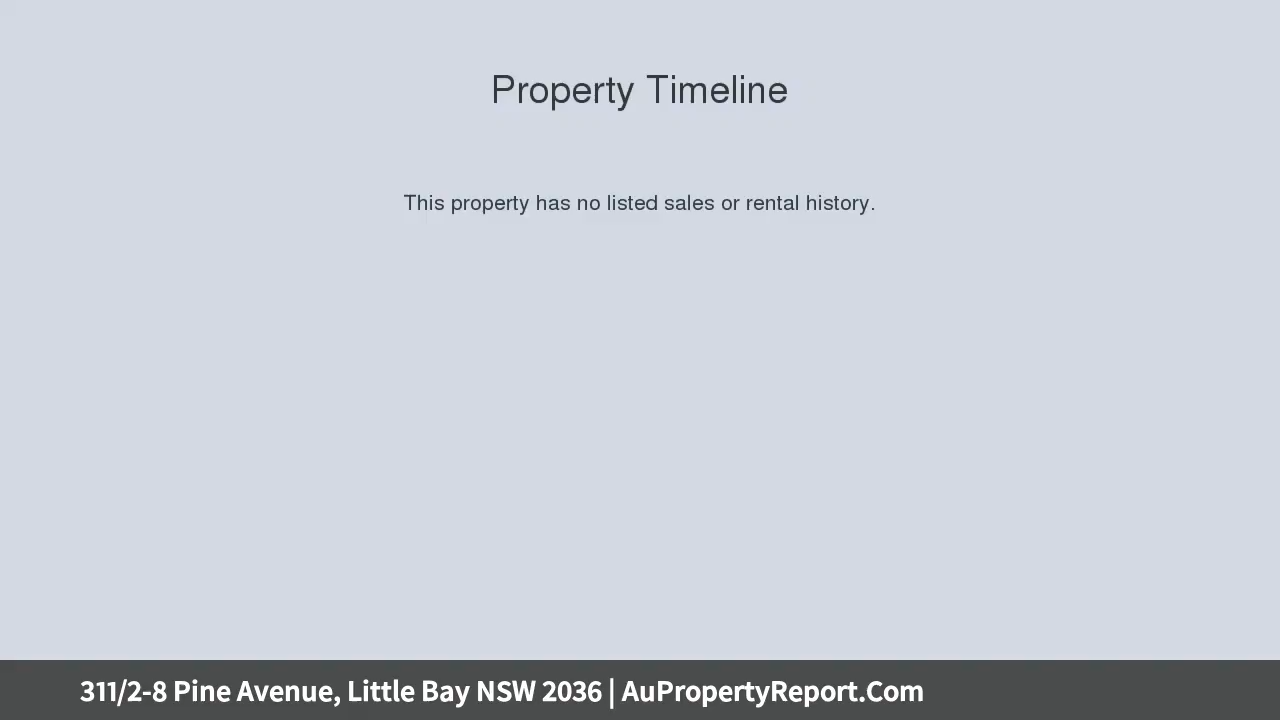 Property Timeline
This property has no listed sales or rental history.
311/2-8 Pine Avenue, Little Bay NSW 2036 | AuPropertyReport.Com